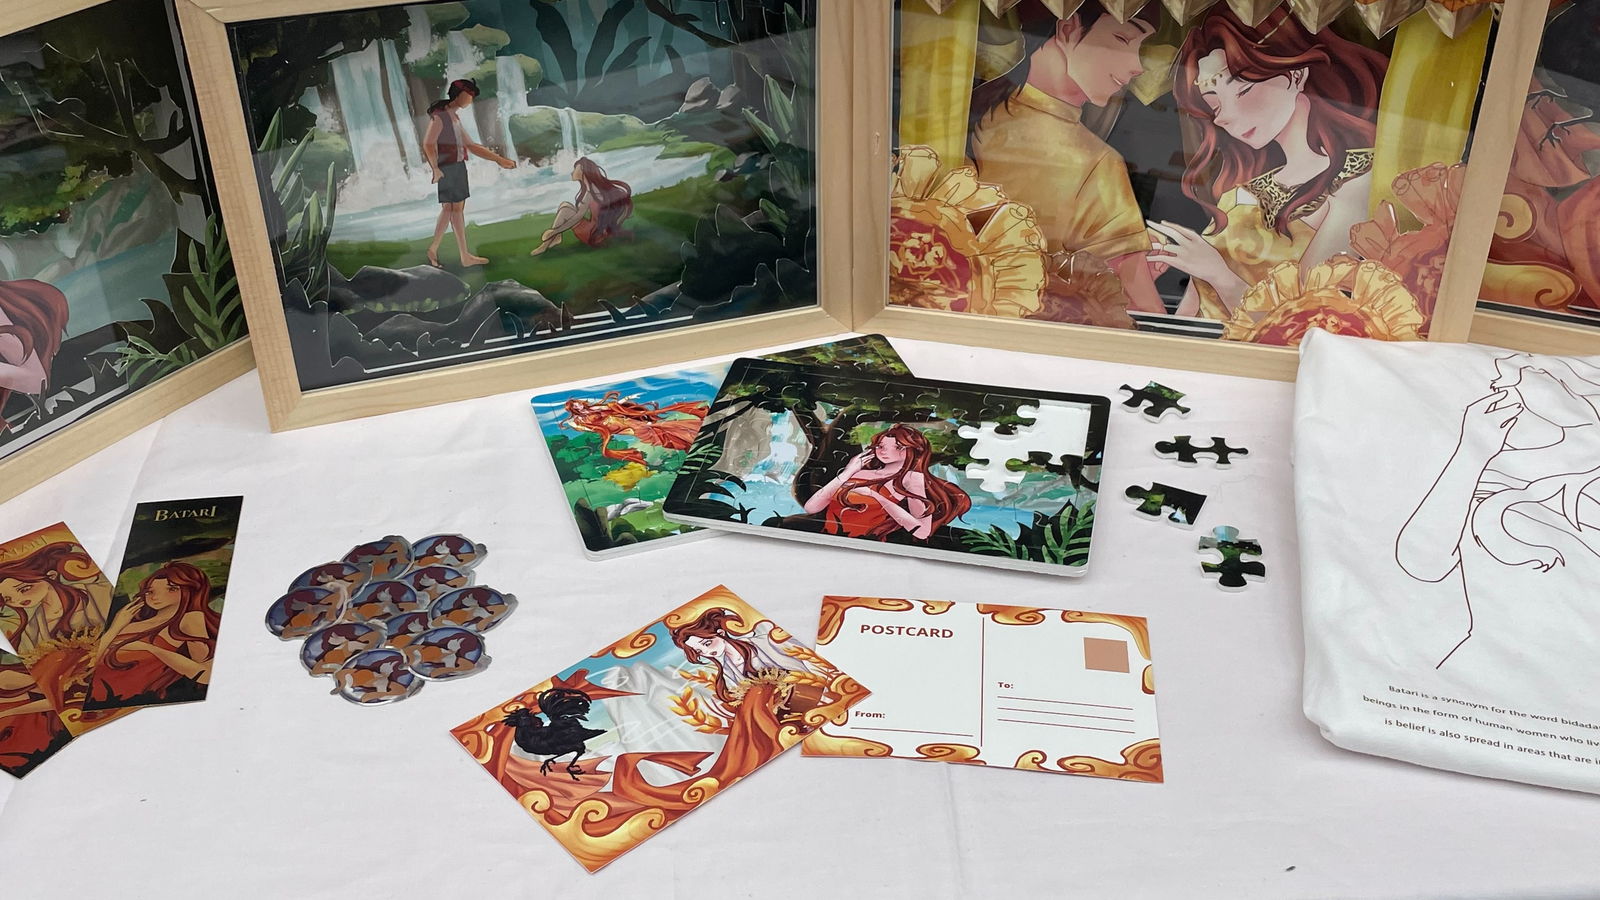 BATARI
POSTCARD
To:
From:
Batari is a synonym for the word bidada
beings in the form of human women who liv
is belief is also spread in areas that are i